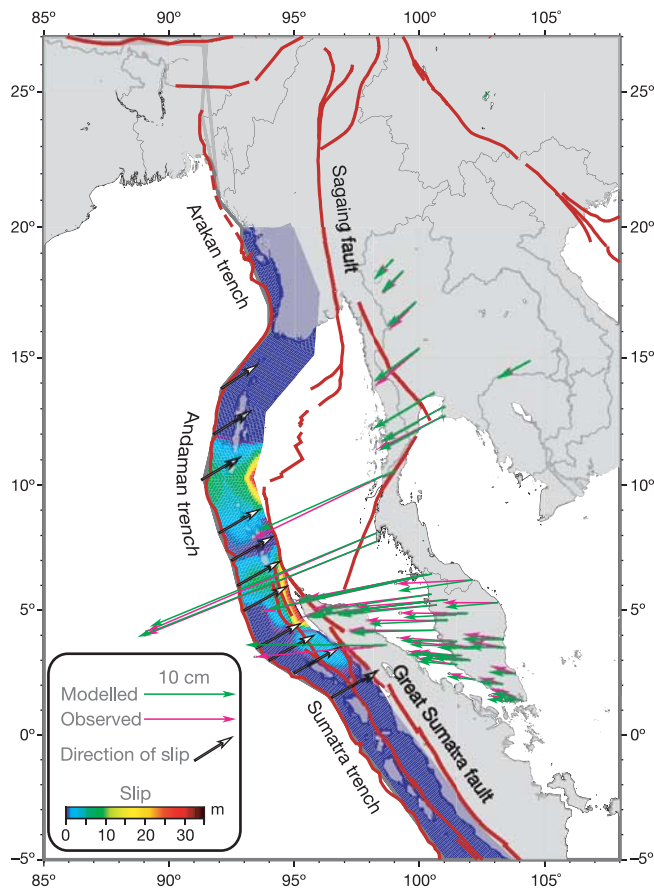 85° 90° 95° 100° 105°
25°
20°
15°
10°
5°
0°
–5°
25°
20°
15°
10°
5°
0°
–5°
Sagaing fault
Arakan trench
Andaman trench
Sumatra trench
Great Sumatra fault
10 cm
Modelled
Observed
Direction of slip
Slip
m
0 10 20 30
85° 90° 95° 100° 105°